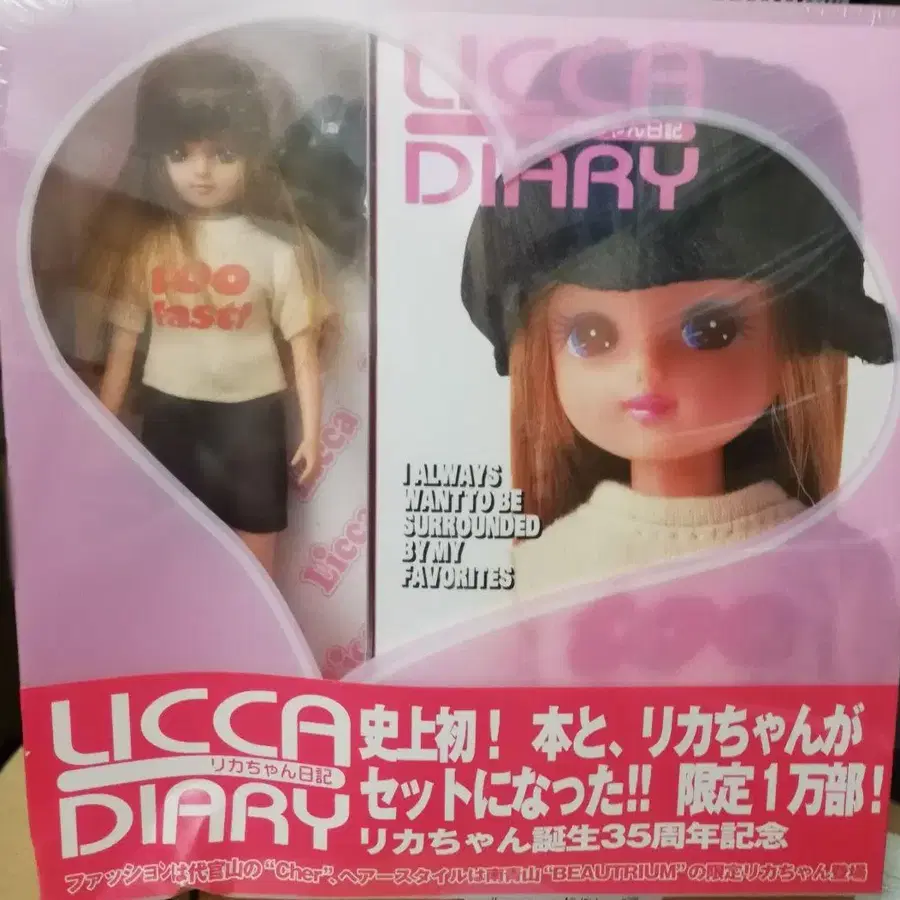 LICCA
リカちゃん日記
DIARY
too
fast!
Licca
Licca
Licca
I ALWAYS
WANT TO BE
SURROUNDED
BY MY
FAVORITES
LICCA
リカちゃん日記
DIARY
史上初! 本と、リカちゃんが
セットになった!! 限定1万部!
リカちゃん誕生35周年記念
ファッションは代官山の“Cher”、ヘアースタイルは南青山“BEAUTRIUM”の限定リカちゃん登場